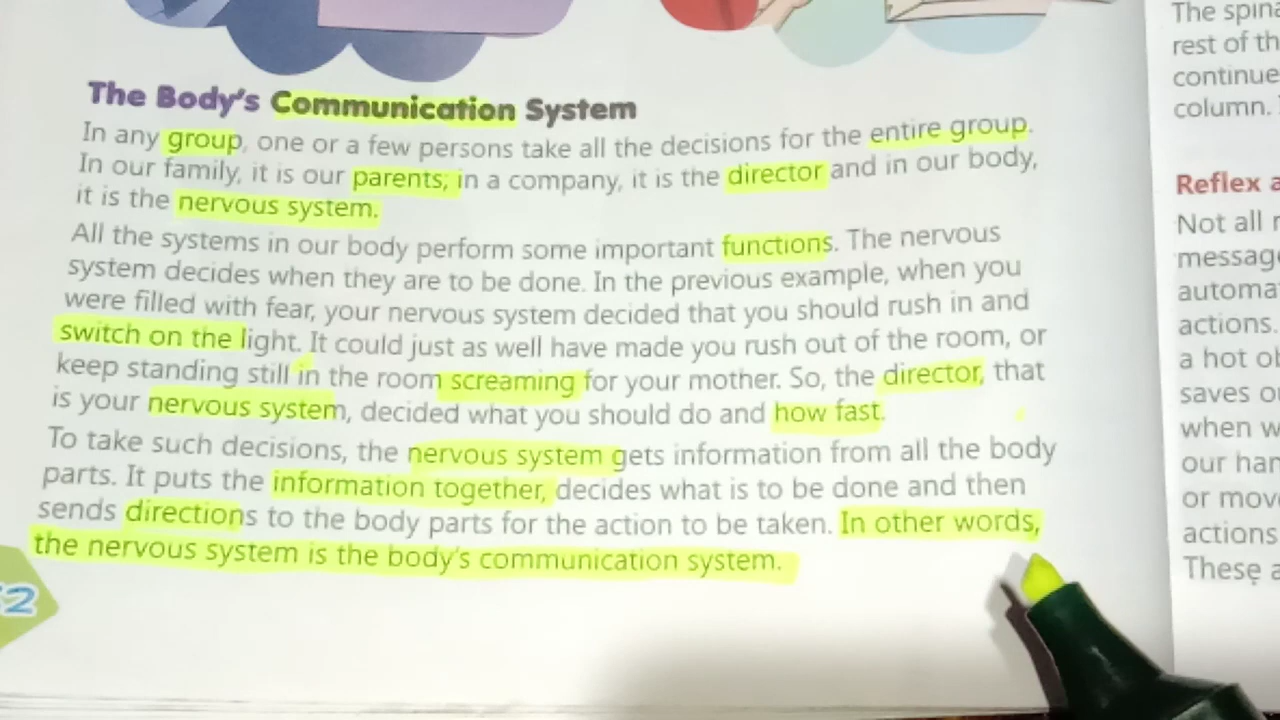 The Body's Communication System
In any group, one or a few persons take all the decisions for the entire group.
In our family, it is our parents; in a company, it is the director and in our body,
it is the nervous system.
All the systems in our body perform some important functions. The nervous
system decides when they are to be done. In the previous example, when you
were filled with fear, your nervous system decided that you should rush in and
switch on the light. It could just as well have made you rush out of the room, or
keep standing still in the room screaming for your mother. So, the director, that
is your nervous system, decided what you should do and how fast.
To take such decisions, the nervous system gets information from all the body
parts. It puts the information together, decides what is to be done and then
sends directions to the body parts for the action to be taken. In other words,
the nervous system is the body's communication system.
The
rest of
continue
column.
Reflex
Not all
actions.
a hot
saves
when
our
or
actions
These